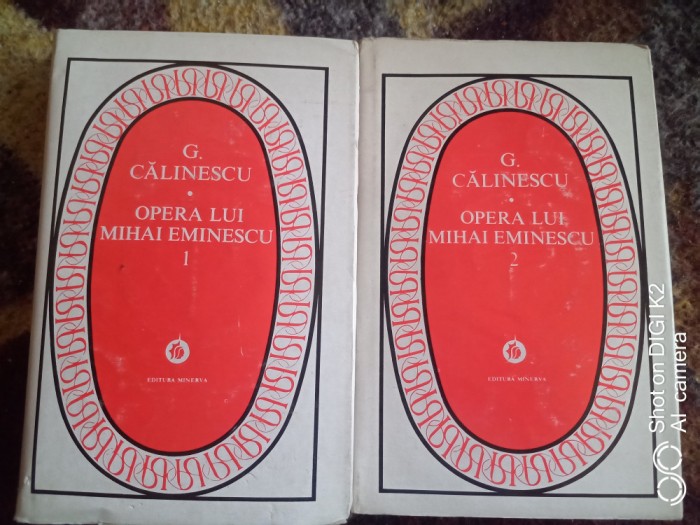 G.
CĂLINESCU
•
OPERA LUI
MIHAI EMINESCU
1
EDITURA MINERVA
G.
CĂLINESCU
•
OPERA LUI
MIHAI EMINESCU
2
EDITURA MINERVA
Shot on DIGI K2
AI camera